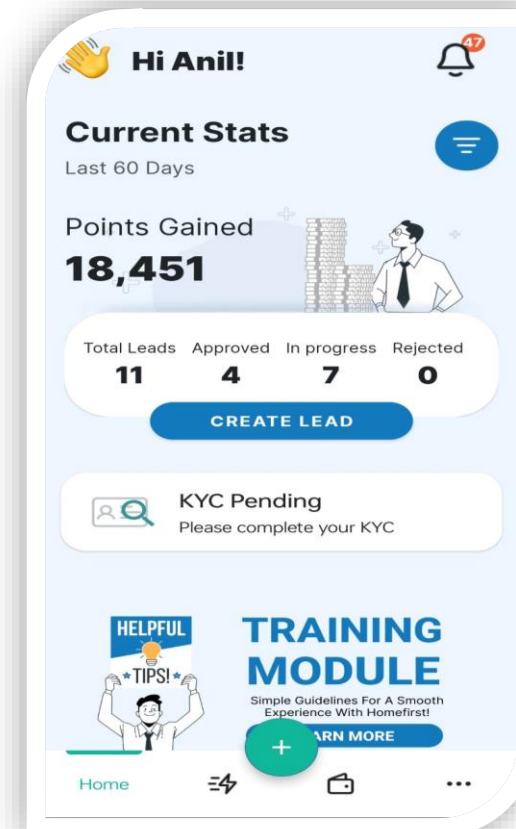 Hi Anil!
47
Current Stats
Last 60 Days
Points Gained
18,451
Total Leads Approved In progress Rejected
11 4 7 0
CREATE LEAD
KYC Pending
Please complete your KYC
HELPFUL
TIPS!
TRAINING
MODULE
Simple Guidelines For A Smooth
Experience With Homefirst!
MORE
Home